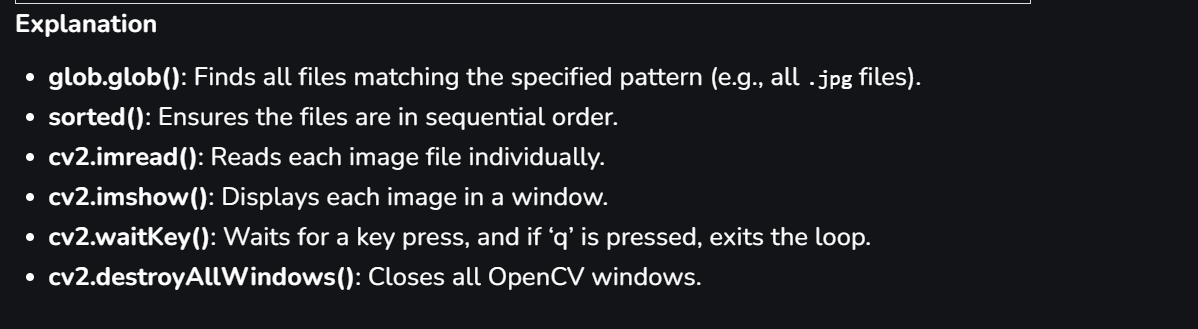 Explanation
• glob.glob(): Finds all files matching the specified pattern (e.g., all .jpg files).
• sorted(): Ensures the files are in sequential order.
• cv2.imread(): Reads each image file individually.
• cv2.imshow(): Displays each image in a window.
• cv2.waitKey(): Waits for a key press, and if ‘q’ is pressed, exits the loop.
• cv2.destroyAllWindows(): Closes all OpenCV windows.